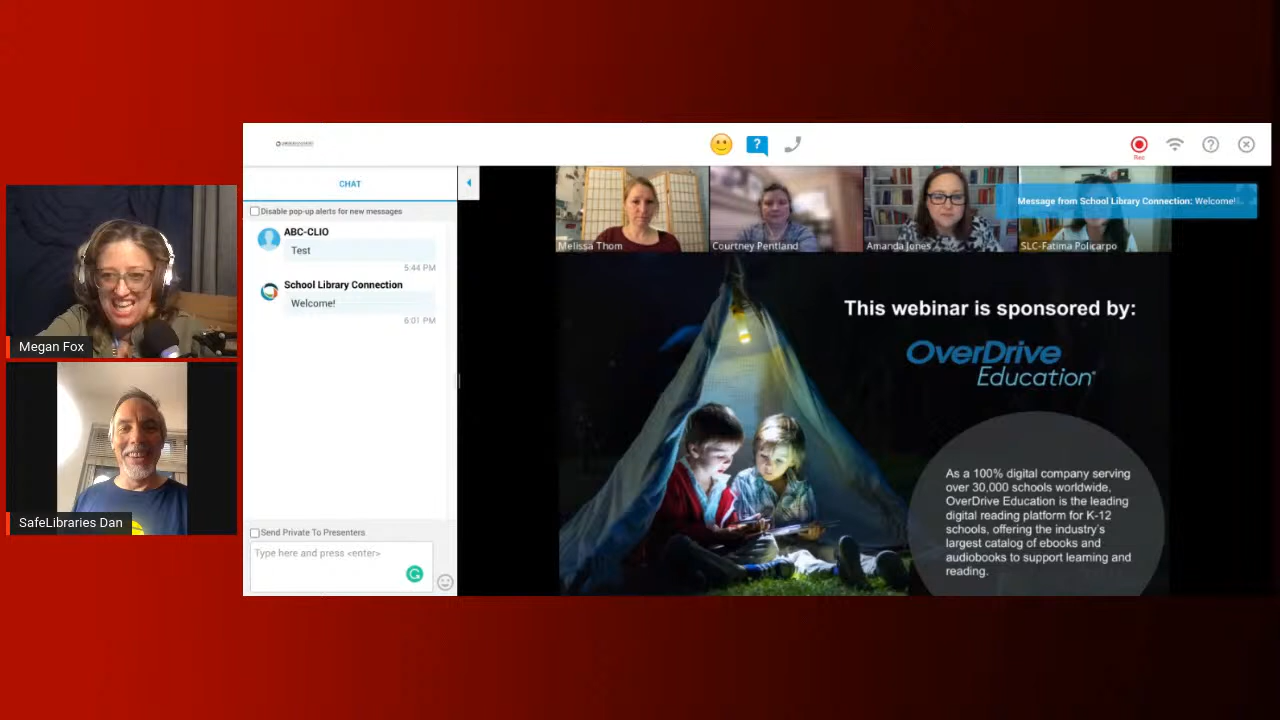 Megan Fox
SafeLibraries Dan
?
Rec
?
CHAT
Disable pop-up alerts for new messages
ABC-CLIO
Test
5:44 PM
School Library Connection
Welcome!
6:01 PM
Send Private To Presenters
Type here and press <enter>
Melissa Thom
Courtney Pentland
Amanda Jones
SLC-Fatima Policarpo
Message from School Library Connection: Welcome!
This webinar is sponsored by:
OverDrive
Education
As a 100% digital company serving
over 30,000 schools worldwide,
OverDrive Education is the leading
digital reading platform for K-12
schools, offering the industry's
largest catalog of ebooks and
audiobooks to support learning and
reading.